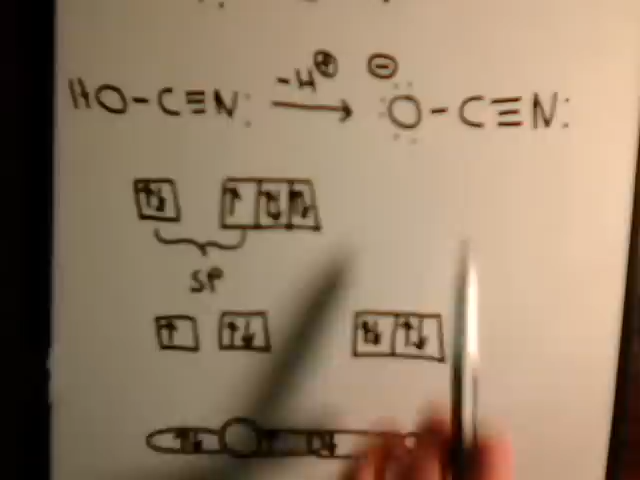 -H⊕ ⊖
HO-C≡N: → :O-C≡N:
↑↓ ↑ ↑↓ ↑↓
SP
↑ ↑↓ ↑↓ ↑↓